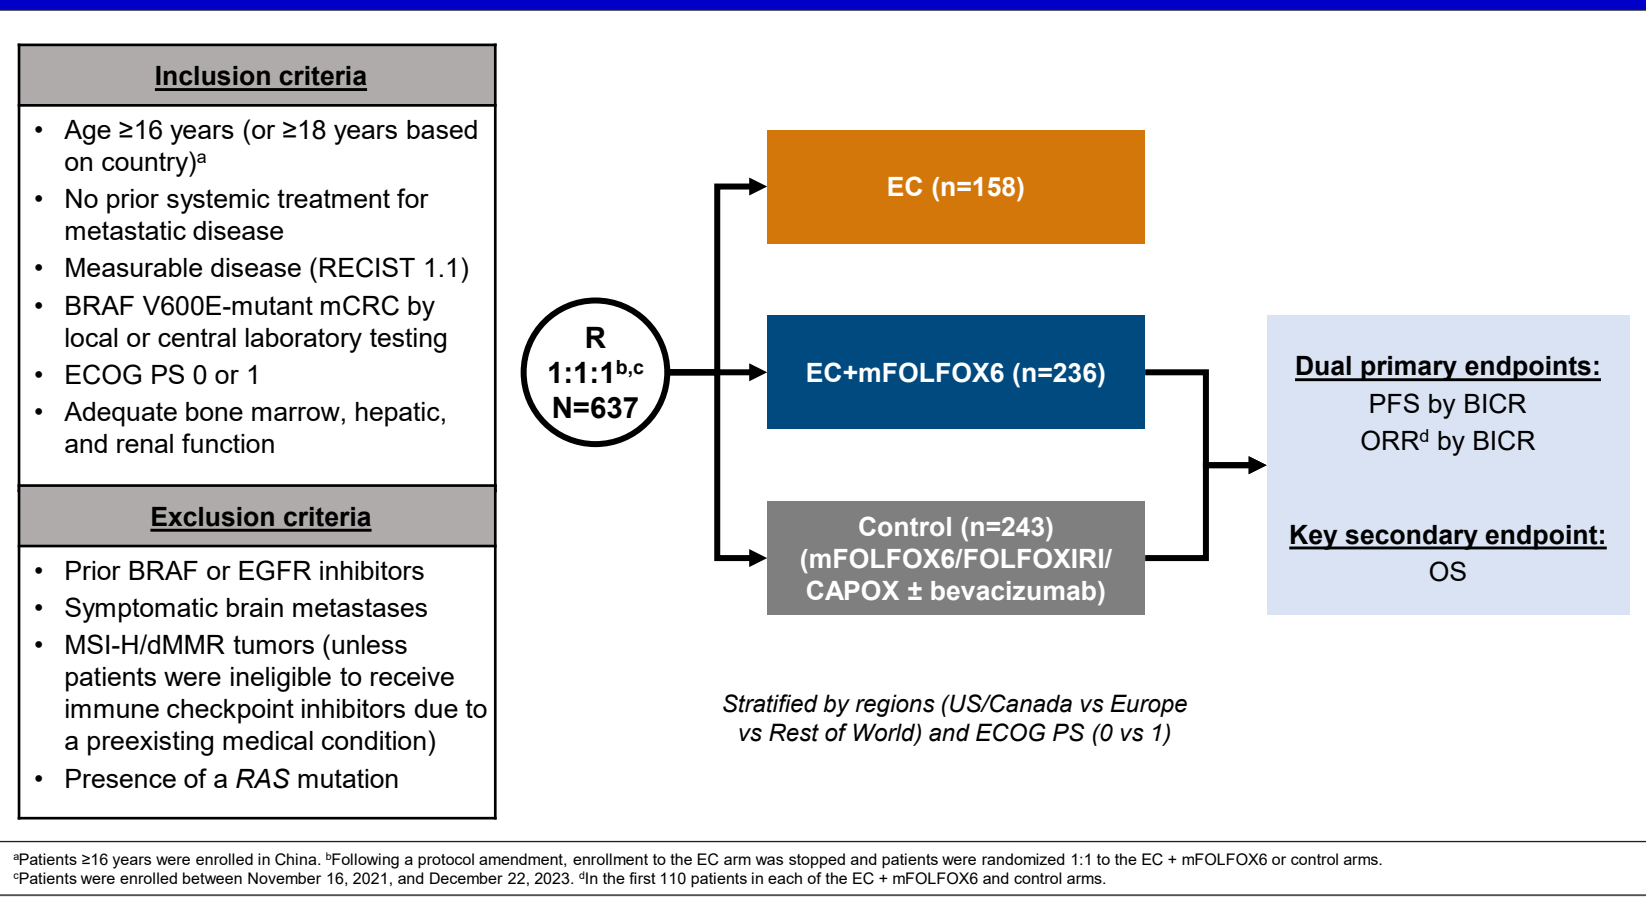 Inclusion criteria
• Age ≥16 years (or ≥18 years based
on country)ᵃ
• No prior systemic treatment for
metastatic disease
• Measurable disease (RECIST 1.1)
• BRAF V600E-mutant mCRC by
local or central laboratory testing
• ECOG PS 0 or 1
• Adequate bone marrow, hepatic,
and renal function
Exclusion criteria
• Prior BRAF or EGFR inhibitors
• Symptomatic brain metastases
• MSI-H/dMMR tumors (unless
patients were ineligible to receive
immune checkpoint inhibitors due to
a preexisting medical condition)
• Presence of a RAS mutation
R
1:1:1ᵇ,ᶜ
N=637
EC (n=158)
EC+mFOLFOX6 (n=236)
Control (n=243)
(mFOLFOX6/FOLFOXIRI/
CAPOX ± bevacizumab)
Stratified by regions (US/Canada vs Europe
vs Rest of World) and ECOG PS (0 vs 1)
Dual primary endpoints:
PFS by BICR
ORRᵈ by BICR
Key secondary endpoint:
OS
ᵃPatients ≥16 years were enrolled in China. ᵇFollowing a protocol amendment, enrollment to the EC arm was stopped and patients were randomized 1:1 to the EC + mFOLFOX6 or control arms.
ᶜPatients were enrolled between November 16, 2021, and December 22, 2023. ᵈIn the first 110 patients in each of the EC + mFOLFOX6 and control arms.